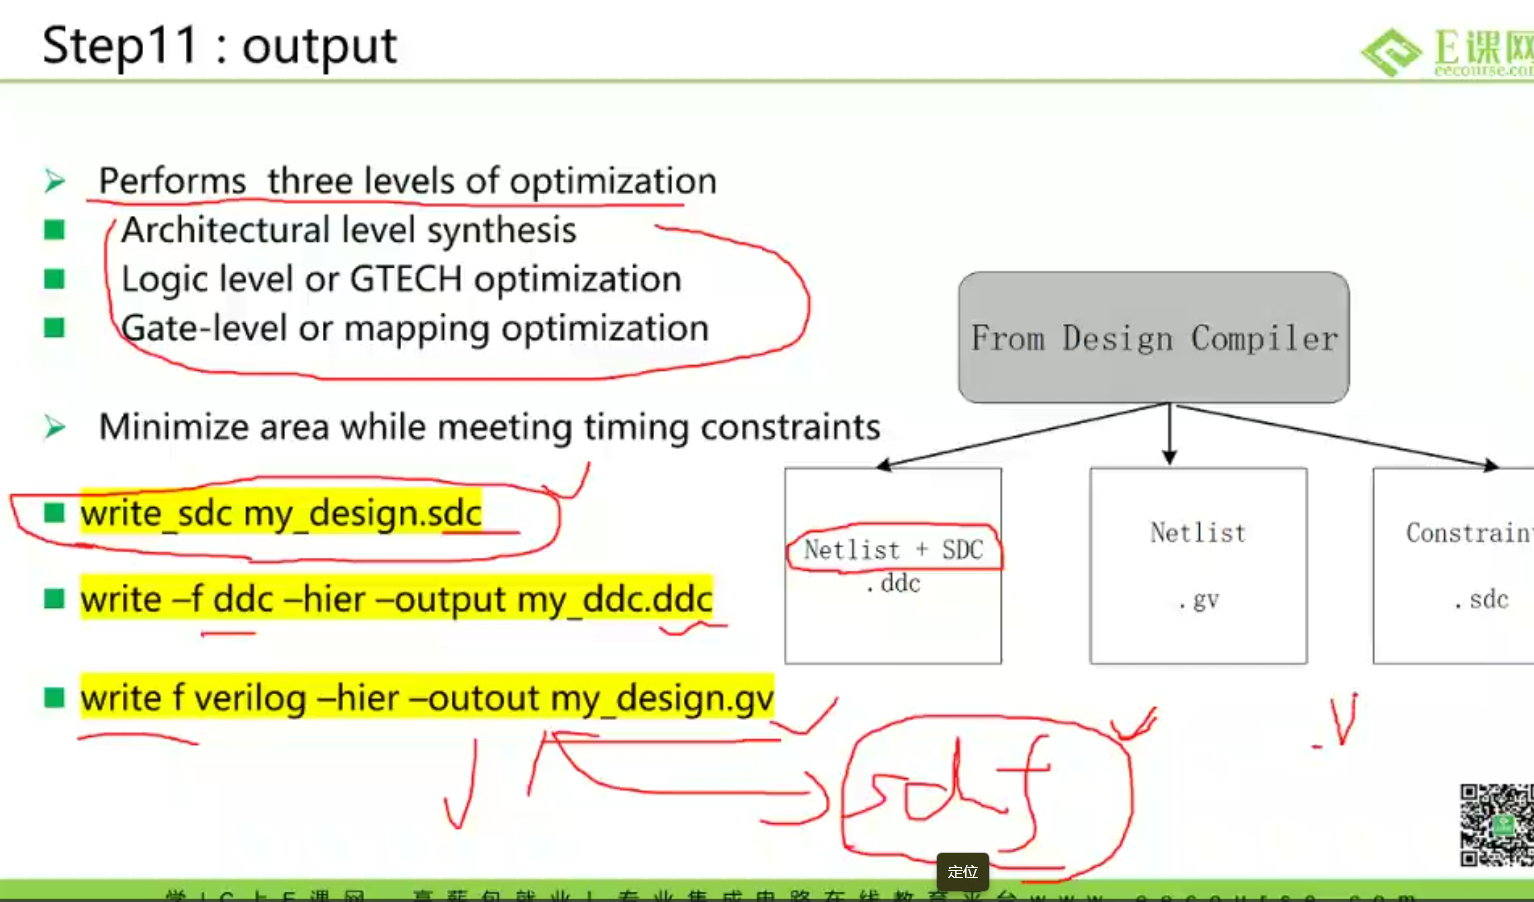 Step11 : output
E课网
eecourse.com
Performs three levels of optimization
Architectural level synthesis
Logic level or GTECH optimization
Gate-level or mapping optimization
From Design Compiler
Minimize area while meeting timing constraints
write_sdc my_design.sdc
write –f ddc –hier –output my_ddc.ddc
write f verilog –hier –outout my_design.gv
Netlist + SDC
.ddc
Netlist
.gv
Constrain
.sdc
.v
sdf
定位